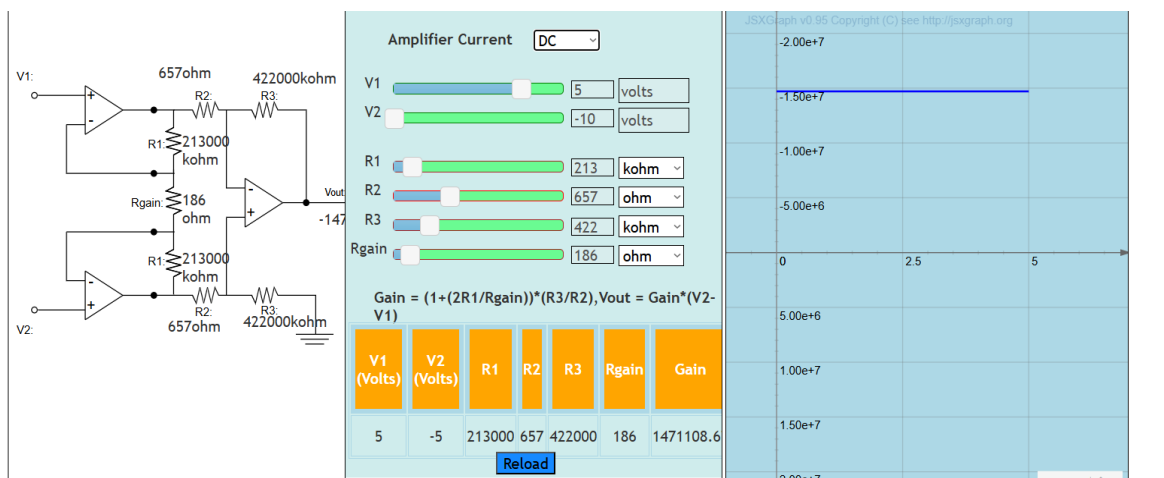 V1:
657ohm
422000kohm
R2:
R3:
+
-
R1:
213000
kohm
Rgain:
186
ohm
-
+
Vout
-147
R1:
213000
kohm
-
+
R2:
657ohm
R3:
422000kohm
V2:
Amplifier Current DC
V1 5 volts
V2 -10 volts
R1 213 kohm
R2 657 ohm
R3 422 kohm
Rgain 186 ohm
Gain = (1+(2R1/Rgain))*(R3/R2),Vout = Gain*(V2-
V1)
V1 (Volts) V2 (Volts) R1 R2 R3 Rgain Gain
5 -5 213000 657 422000 186 1471108.6
Reload
JSXGraph v0.95 Copyright (C) see http://jsxgraph.org
-2.00e+7
-1.50e+7
-1.00e+7
-5.00e+6
0 2.5 5
5.00e+6
1.00e+7
1.50e+7